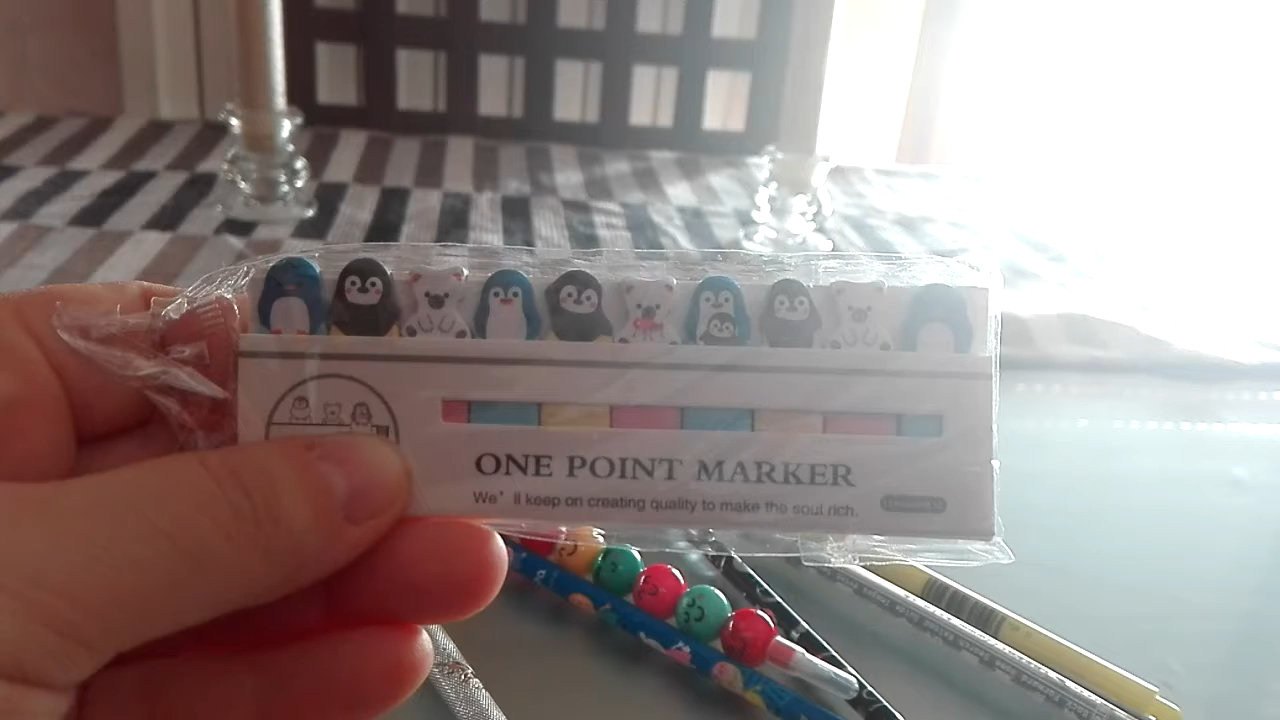 ONE POINT MARKER
We' ll keep on creating quality to make the soul rich.